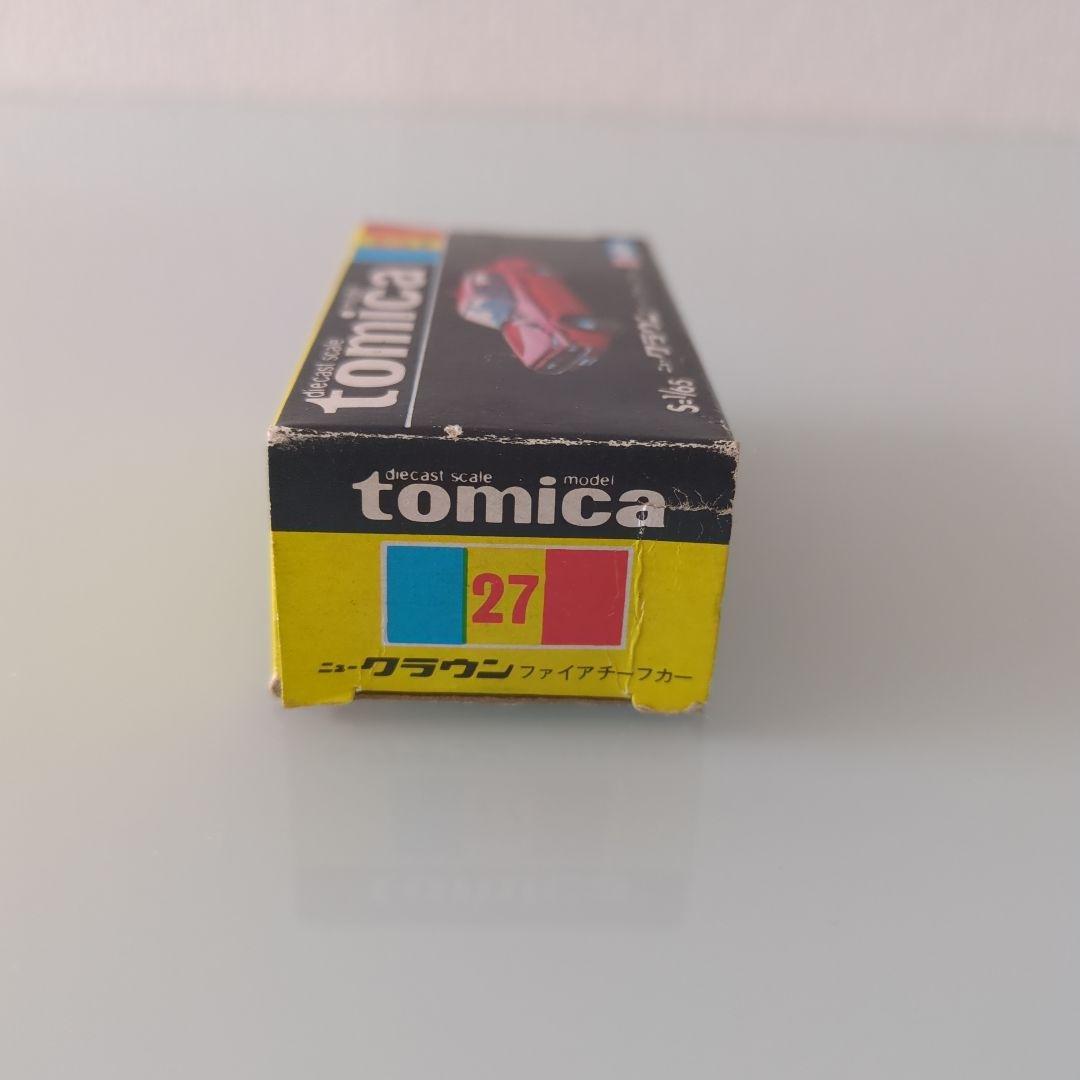 diecast scale
tomica
S=1/65 ニュークラウン
diecast scale model
tomica
27
ニュークラウン ファイアチーフカー